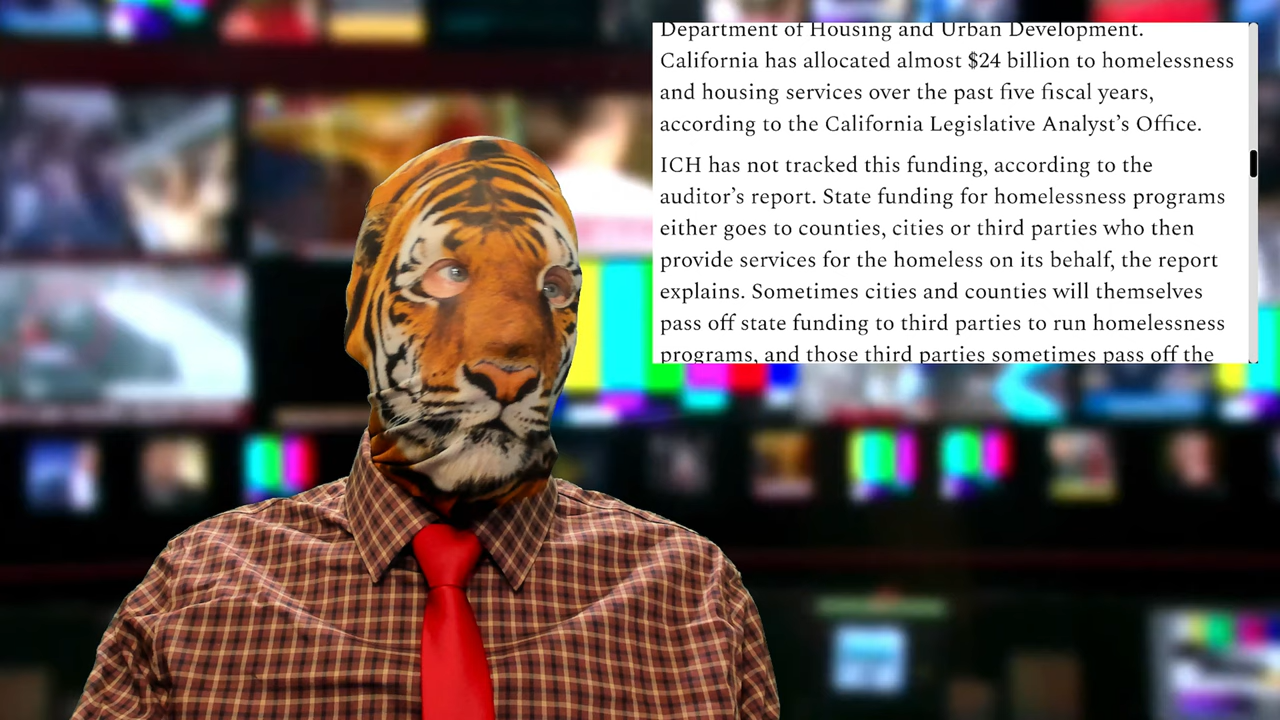 Department of Housing and Urban Development.
California has allocated almost $24 billion to homelessness
and housing services over the past five fiscal years,
according to the California Legislative Analyst's Office.
ICH has not tracked this funding, according to the
auditor's report. State funding for homelessness programs
either goes to counties, cities or third parties who then
provide services for the homeless on its behalf, the report
explains. Sometimes cities and counties will themselves
pass off state funding to third parties to run homelessness
programs, and those third parties sometimes pass off the